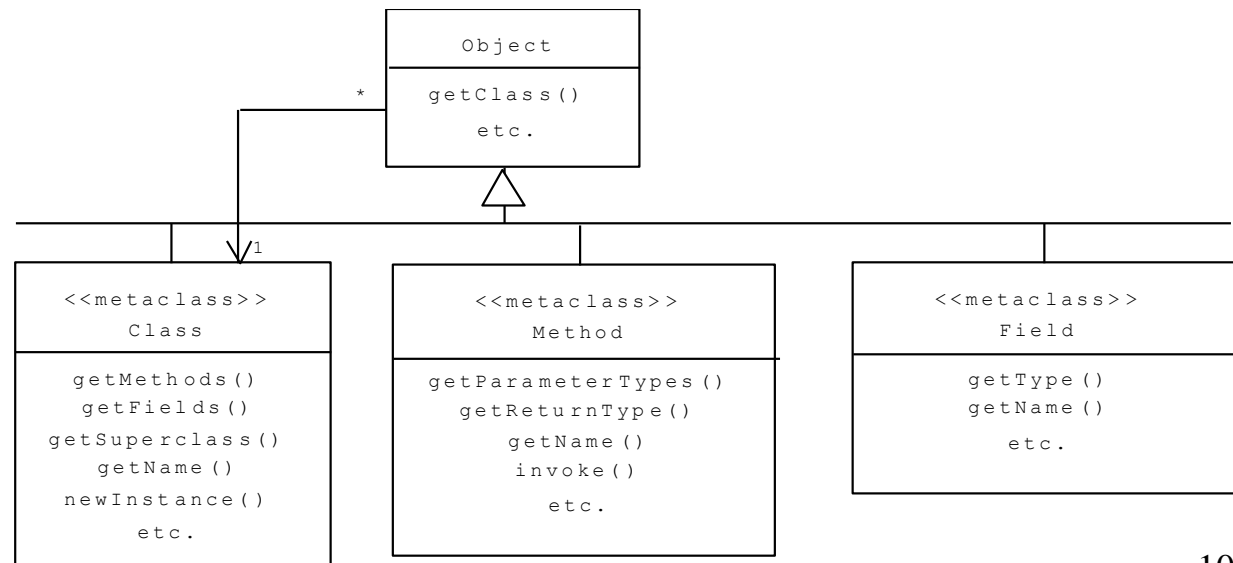 Object
getClass()
etc.
*
1
<<metaclass>>
Class
getMethods()
getFields()
getSuperclass()
getName()
newInstance()
etc.
<<metaclass>>
Method
getParameterTypes()
getReturnType()
getName()
invoke()
etc.
<<metaclass>>
Field
getType()
getName()
etc.
10